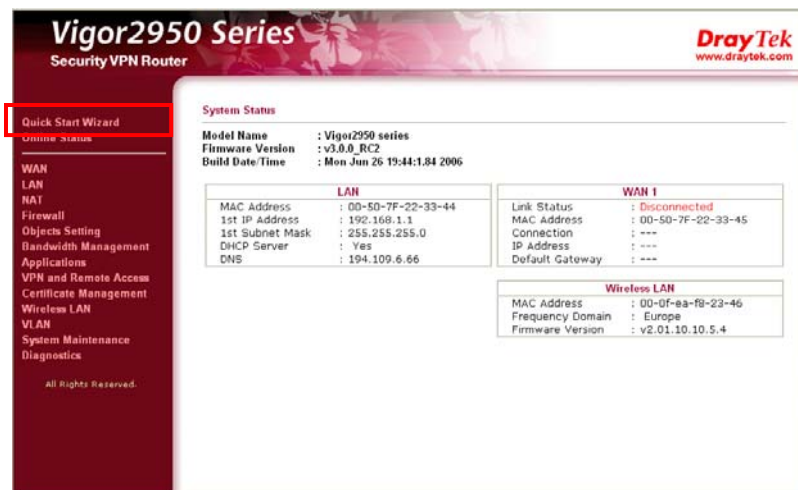 Vigor2950 Series
Security VPN Router
DrayTek
www.draytek.com
Quick Start Wizard
Online Status
WAN
LAN
NAT
Firewall
Objects Setting
Bandwidth Management
Applications
VPN and Remote Access
Certificate Management
Wireless LAN
VLAN
System Maintenance
Diagnostics
All Rights Reserved.
System Status
Model Name : Vigor2950 series
Firmware Version : v3.0.0_RC2
Build Date/Time : Mon Jun 26 19:44:1.84 2006
LAN
MAC Address : 00-50-7F-22-33-44
1st IP Address : 192.168.1.1
1st Subnet Mask : 255.255.255.0
DHCP Server : Yes
DNS : 194.109.6.66
WAN 1
Link Status : Disconnected
MAC Address : 00-50-7F-22-33-45
Connection : ---
IP Address : ---
Default Gateway : ---
Wireless LAN
MAC Address : 00-0f-ea-f8-23-46
Frequency Domain : Europe
Firmware Version : v2.01.10.10.5.4